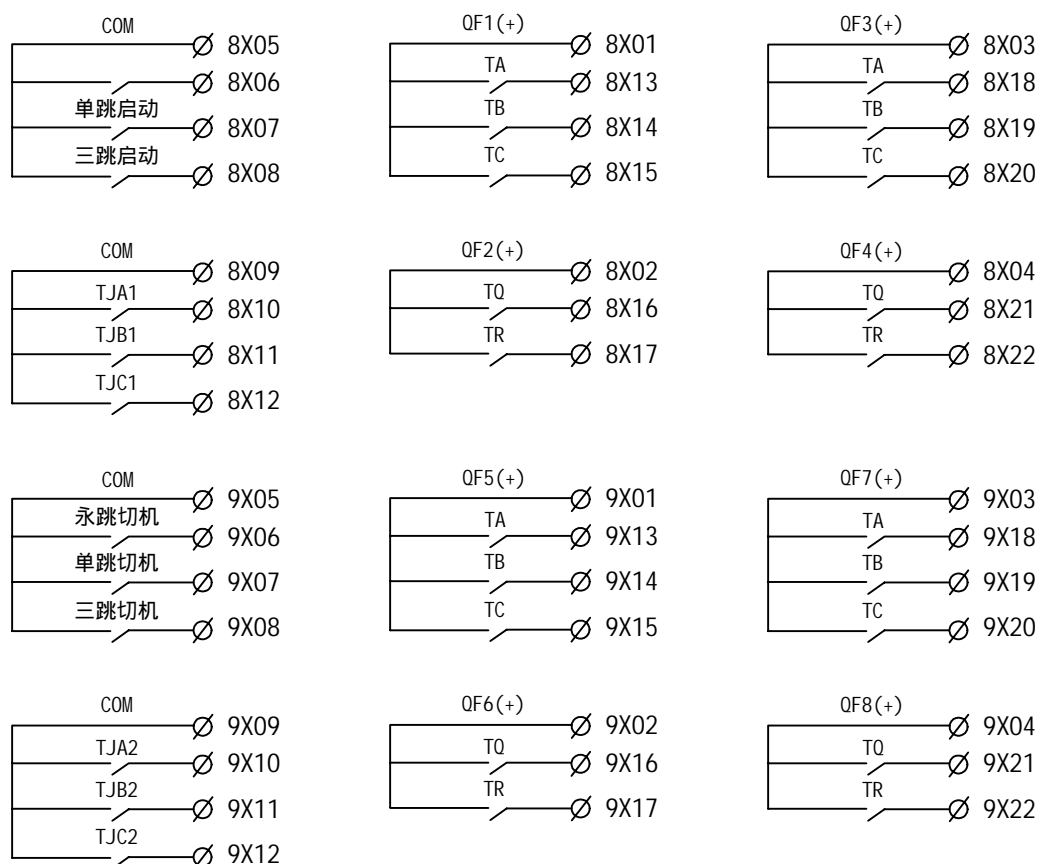 COM
8X05
8X06
单跳启动
8X07
三跳启动
8X08
QF1(+)
8X01
TA
8X13
TB
8X14
TC
8X15
QF3(+)
8X03
TA
8X18
TB
8X19
TC
8X20
COM
8X09
TJA1
8X10
TJB1
8X11
TJC1
8X12
QF2(+)
8X02
TQ
8X16
TR
8X17
QF4(+)
8X04
TQ
8X21
TR
8X22
COM
9X05
永跳切机
9X06
单跳切机
9X07
三跳切机
9X08
QF5(+)
9X01
TA
9X13
TB
9X14
TC
9X15
QF7(+)
9X03
TA
9X18
TB
9X19
TC
9X20
COM
9X09
TJA2
9X10
TJB2
9X11
TJC2
9X12
QF6(+)
9X02
TQ
9X16
TR
9X17
QF8(+)
9X04
TQ
9X21
TR
9X22